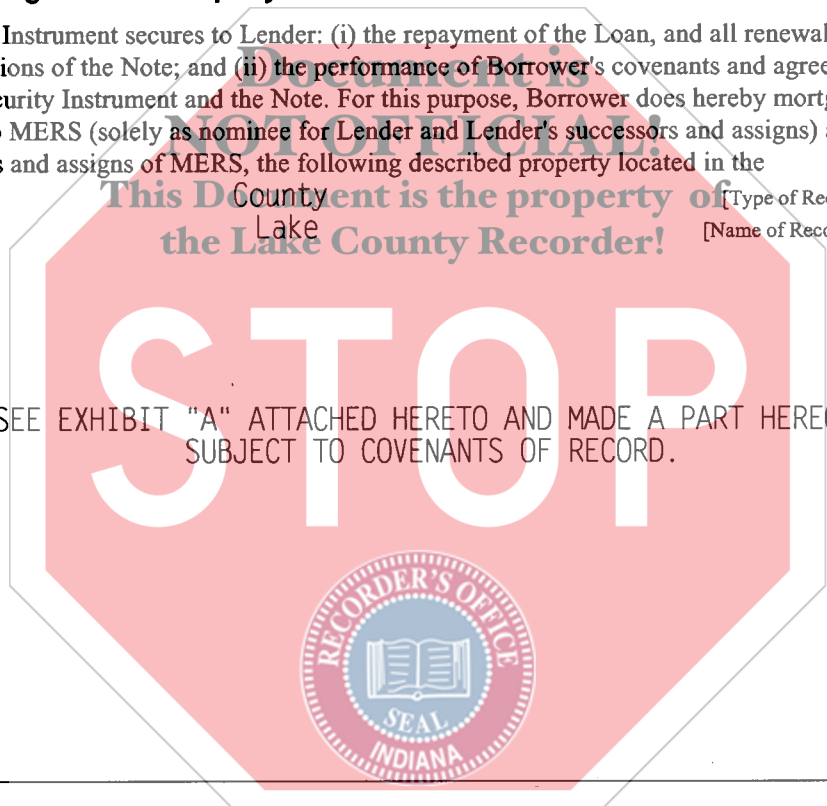 Instrument secures to Lender: (i) the repayment of the Loan, and all renewal
ions of the Note; and (ii) the performance of Borrower's covenants and agree
curity Instrument and the Note. For this purpose, Borrower does hereby mort
MERS (solely as nominee for Lender and Lender's successors and assigns)
s and assigns of MERS, the following described property located in the
County [Type of Rec
Lake [Name of Reco
Document is
NOT OFFICIAL!
This Document is the property of
the Lake County Recorder!
STOP
SEE EXHIBIT "A" ATTACHED HERETO AND MADE A PART HEREO
SUBJECT TO COVENANTS OF RECORD.
RECORDER'S OFFICE
SEAL
INDIANA